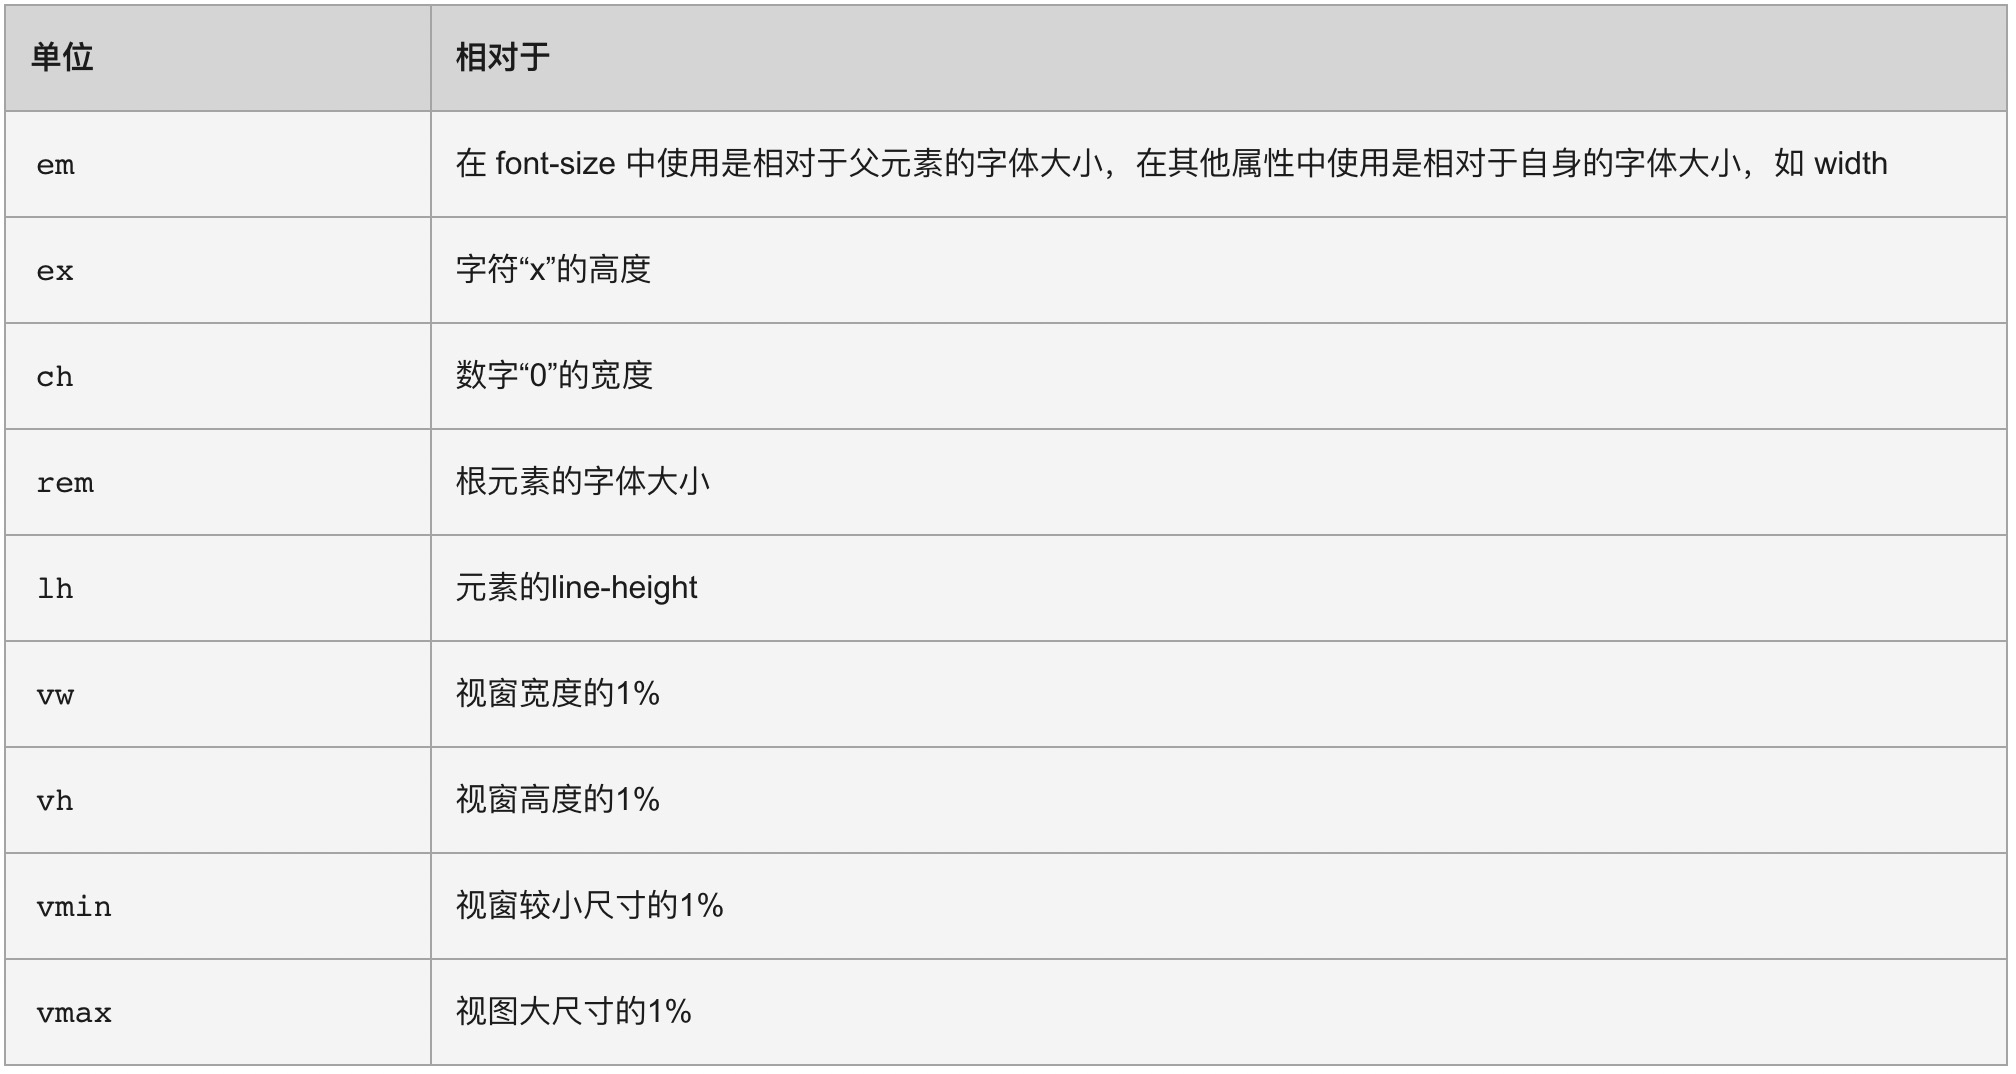 单位 相对于
em 在 font-size 中使用是相对于父元素的字体大小，在其他属性中使用是相对于自身的字体大小，如 width
ex 字符“x”的高度
ch 数字“0”的宽度
rem 根元素的字体大小
lh 元素的line-height
vw 视窗宽度的1%
vh 视窗高度的1%
vmin 视窗较小尺寸的1%
vmax 视图大尺寸的1%